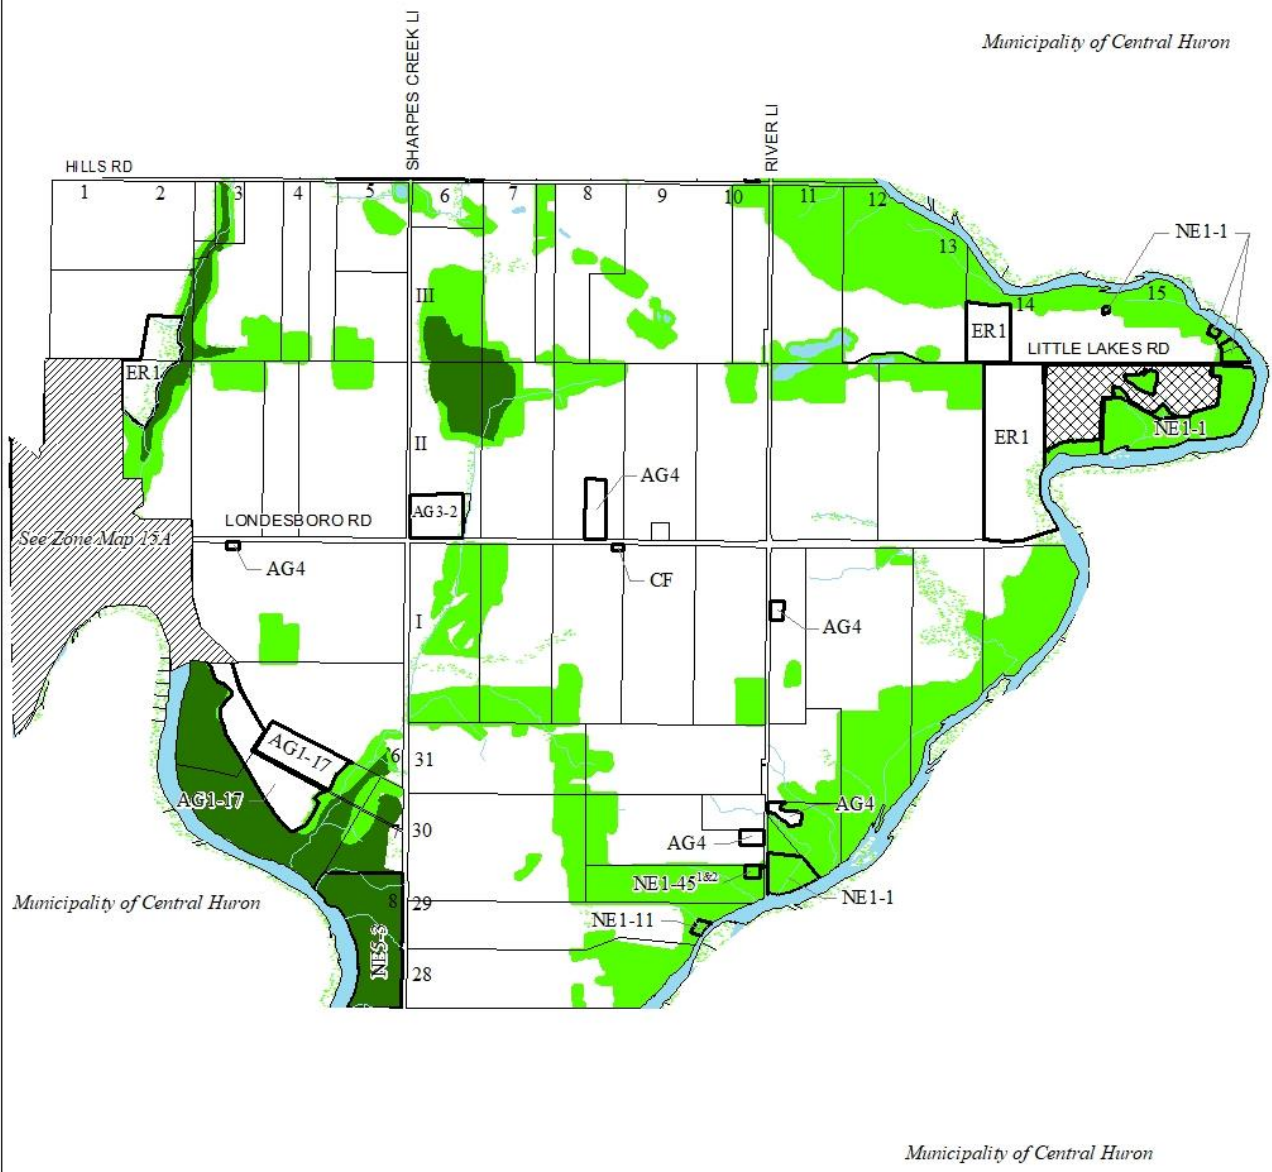 Municipality of Central Huron
SHARPES CREEK LI
RIVER LI
HILLS RD
1
2
3
4
5
6
7
8
9
10
11
12
NE1-1
13
III
14
15
ER1
LITTLE LAKES RD
ER1
ER1
NE1-1
II
AG4
AG3-2
LONDESBORO RD
See Zone Map 15A
AG4
CF
I
AG4
AG1-17
6
31
AG1-17
AG4
7
30
AG4
NE1-45 1&2
NE1-1
Municipality of Central Huron
8
29
NE1-11
NE5-3
28
Municipality of Central Huron